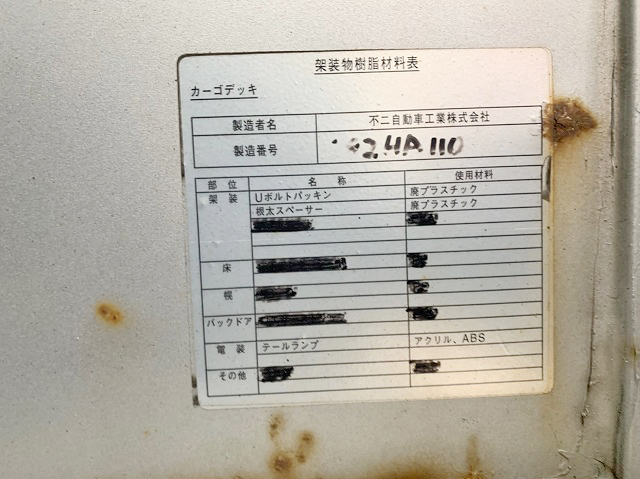 架装物樹脂材料表
カーゴデッキ
製造者名 不二自動車工業株式会社
製造番号 24A110
部位 名称 使用材料
架装 Uボルトパッキン 廃プラスチック
根太スペーサー 廃プラスチック
床
幌
バックドア
電装 テールランプ アクリル、ABS
その他